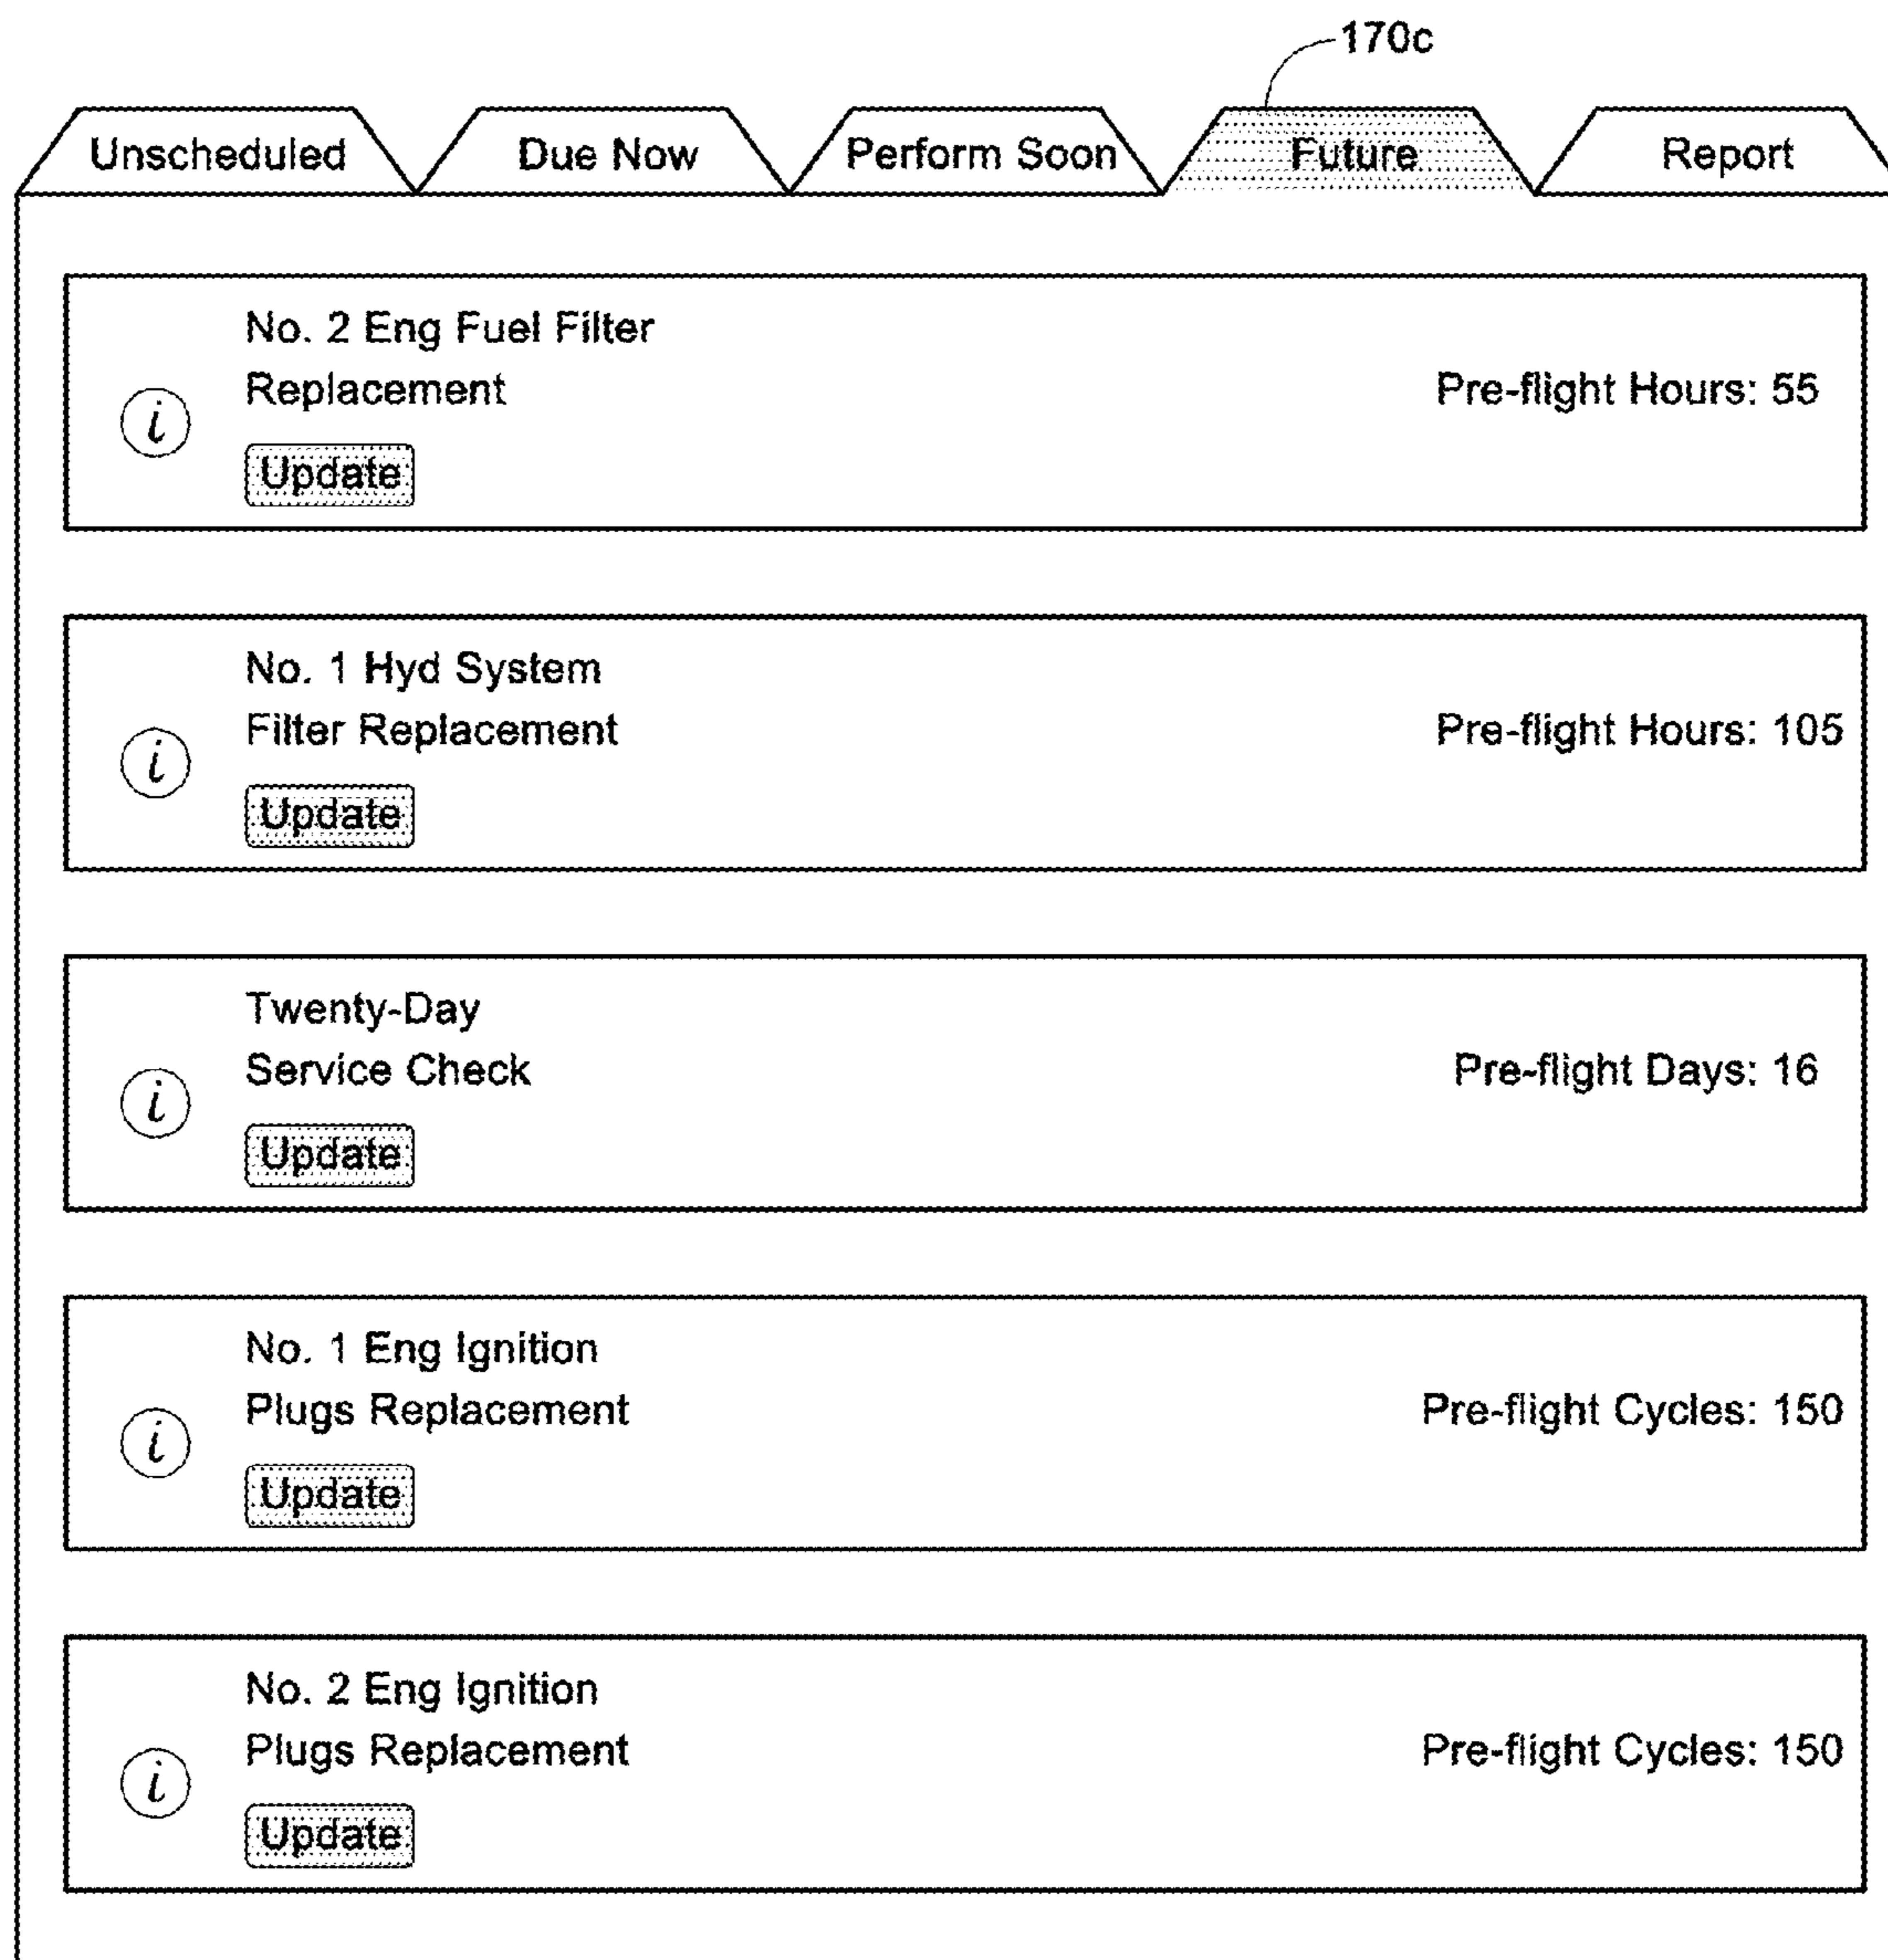 170c
Unscheduled Due Now Perform Soon Future Report
No. 2 Eng Fuel Filter
Replacement Pre-flight Hours: 55
i
Update
No. 1 Hyd System
Filter Replacement Pre-flight Hours: 105
i
Update
Twenty-Day
Service Check Pre-flight Days: 16
i
Update
No. 1 Eng Ignition
Plugs Replacement Pre-flight Cycles: 150
i
Update
No. 2 Eng Ignition
Plugs Replacement Pre-flight Cycles: 150
i
Update